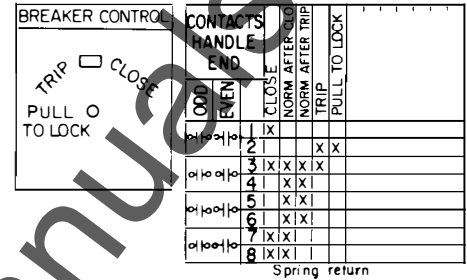 BREAKER CONTROL
TRIP CLOSE
PULL
TO LOCK
CONTACTS
HANDLE
END
ODD
EVEN
CLOSE
NORM AFTER CLO
NORM AFTER TRIP
TRIP
PULL TO LOCK
1 X
2 X X
3 X X X X
4 X X
5 X X
6 X X
7 X X
8 X X
Spring return